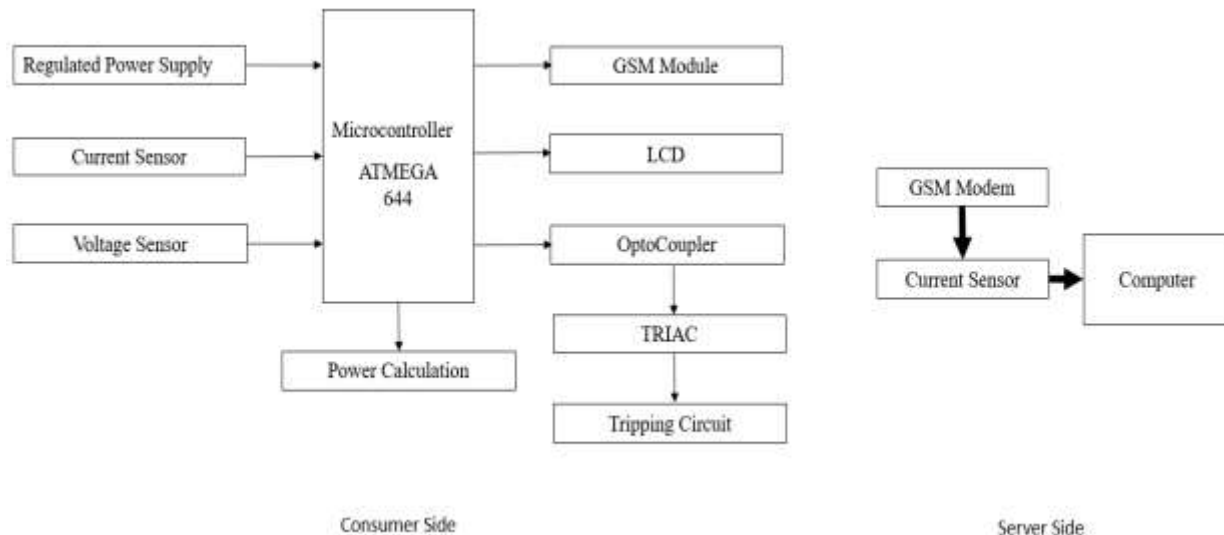 Regulated Power Supply
Current Sensor
Voltage Sensor
Microcontroller
ATMEGA
644
Power Calculation
GSM Module
LCD
OptoCoupler
TRIAC
Tripping Circuit
Consumer Side
GSM Modem
Current Sensor
Computer
Server Side